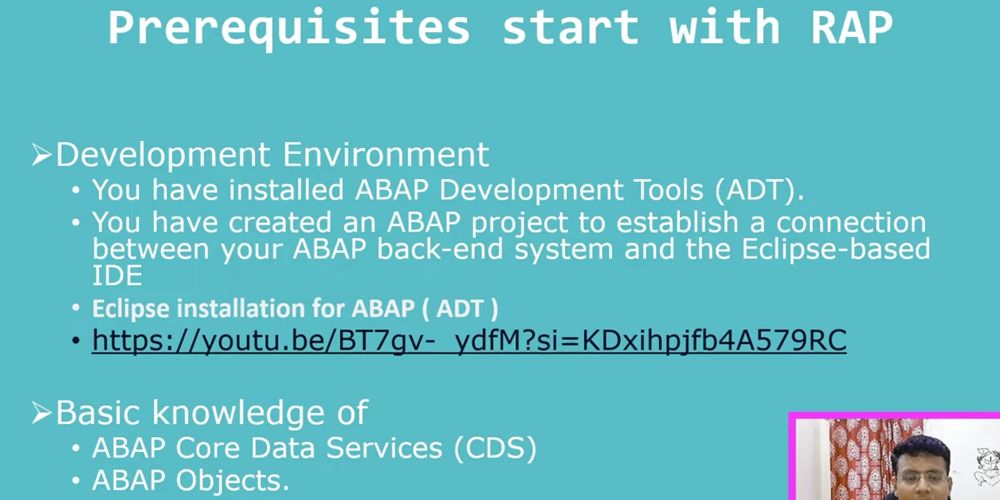 Prerequisites start with RAP
➢Development Environment
• You have installed ABAP Development Tools (ADT).
• You have created an ABAP project to establish a connection
between your ABAP back-end system and the Eclipse-based
IDE
• Eclipse installation for ABAP ( ADT )
• https://youtu.be/BT7gv-_ydfM?si=KDxihpjfb4A579RC
➢Basic knowledge of
• ABAP Core Data Services (CDS)
• ABAP Objects.